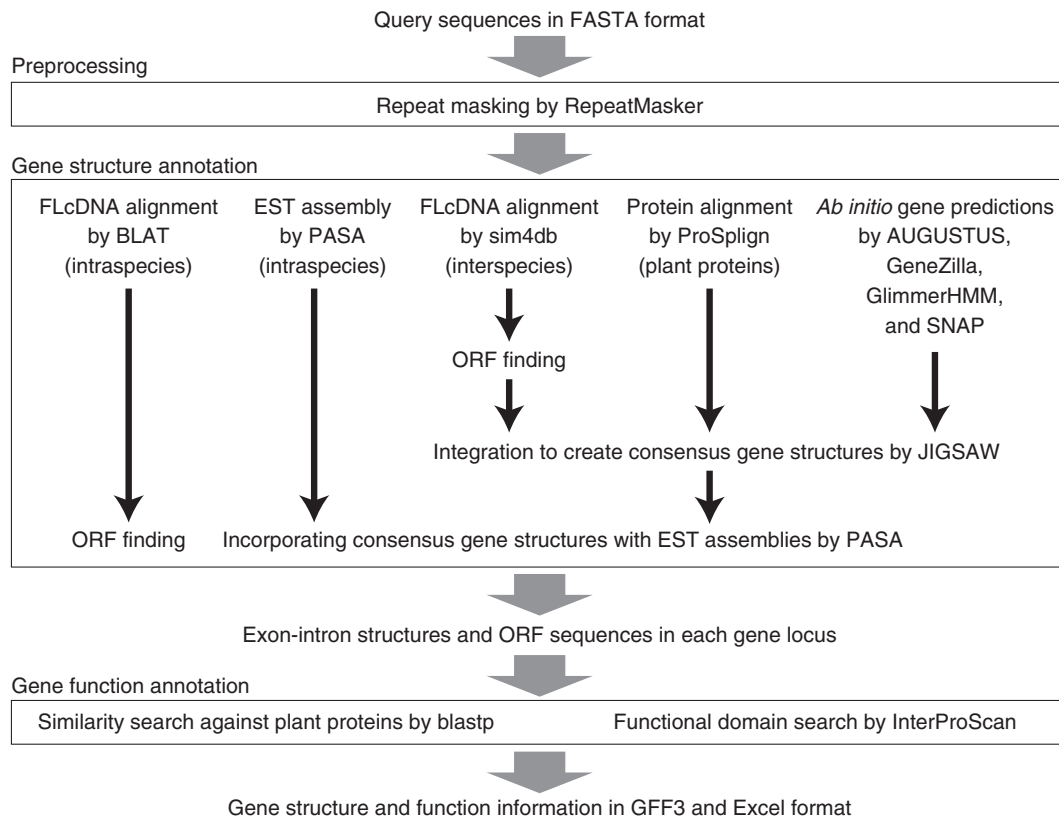 Query sequences in FASTA format
Preprocessing
Repeat masking by RepeatMasker
Gene structure annotation
FLcDNA alignment
by BLAT
(intraspecies)
EST assembly
by PASA
(intraspecies)
FLcDNA alignment
by sim4db
(interspecies)
ORF finding
Protein alignment
by ProSplign
(plant proteins)
Ab initio gene predictions
by AUGUSTUS,
GeneZilla,
GlimmerHMM,
and SNAP
Integration to create consensus gene structures by JIGSAW
ORF finding
Incorporating consensus gene structures with EST assemblies by PASA
Exon-intron structures and ORF sequences in each gene locus
Gene function annotation
Similarity search against plant proteins by blastp
Functional domain search by InterProScan
Gene structure and function information in GFF3 and Excel format